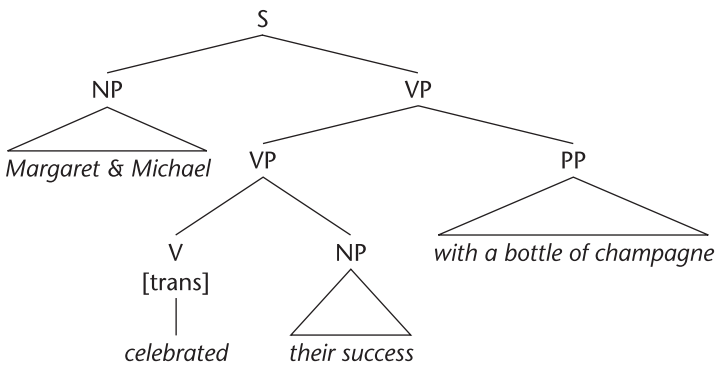 S
NP VP
Margaret & Michael
VP PP
V NP with a bottle of champagne
[trans]
celebrated their success